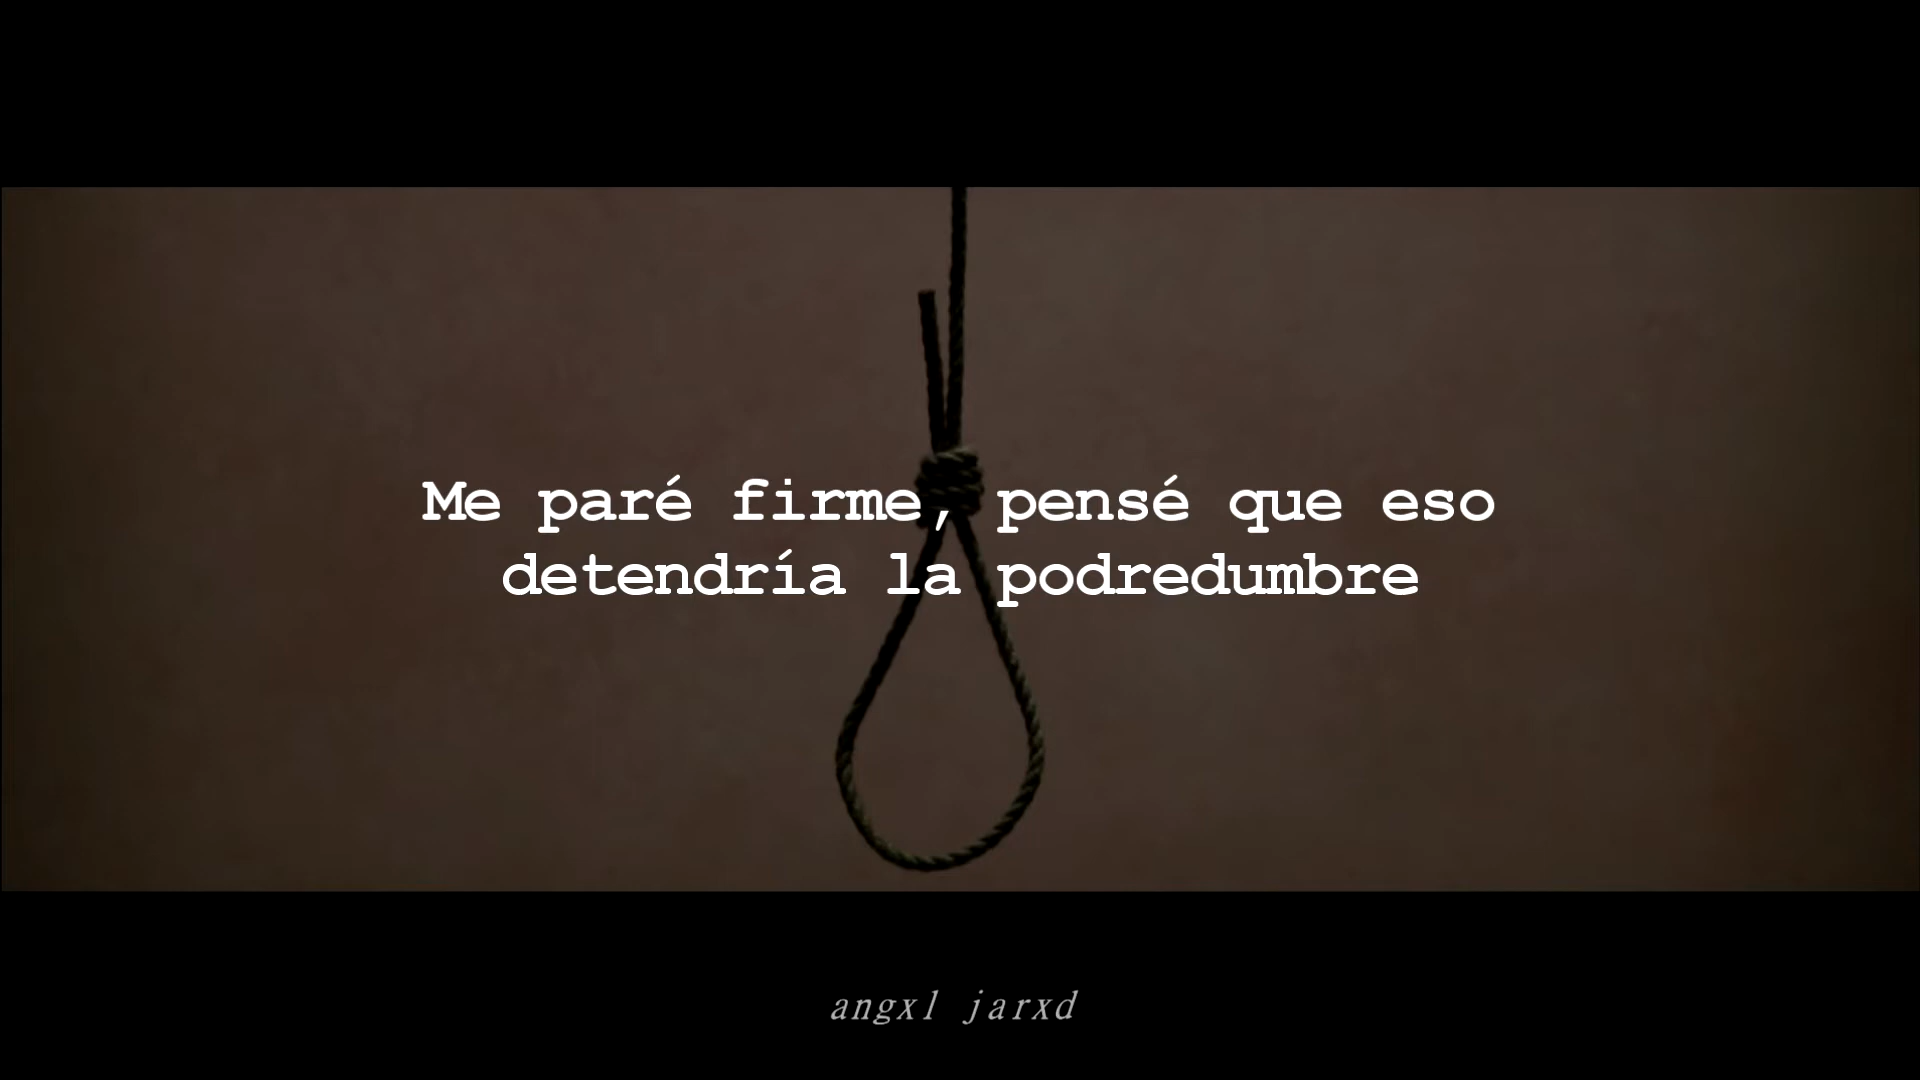 Me paré firme, pensé que eso
detendría la podredumbre
angxl jarxd